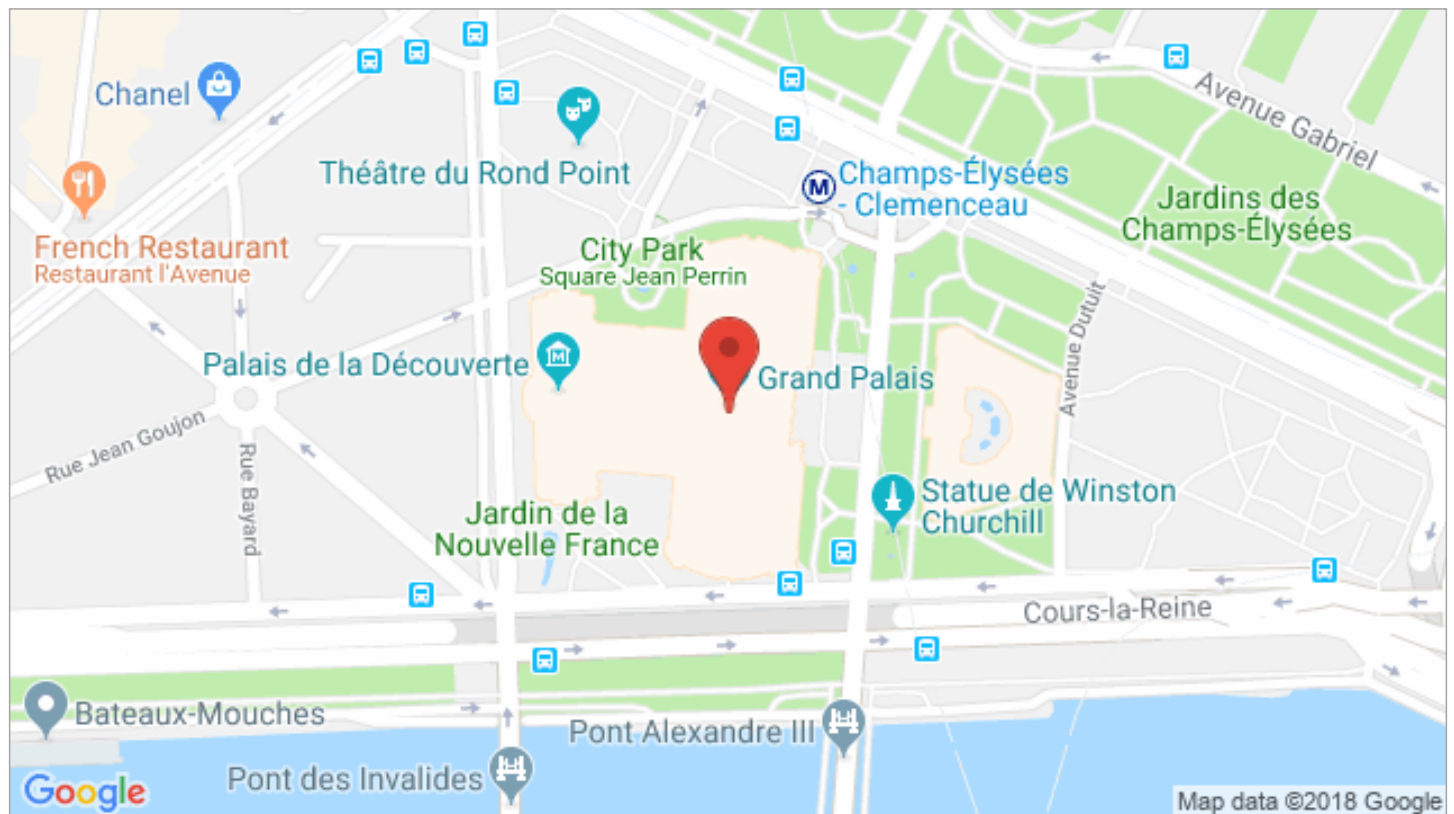 Avenue Gabriel
Chanel
Théâtre du Rond Point
M
Champs-Élysées
- Clemenceau
Jardins des
Champs-Élysées
French Restaurant
Restaurant l'Avenue
City Park
Square Jean Perrin
Avenue Dutuit
Palais de la Découverte
M
Grand Palais
Rue Jean Goujon
Rue Bayard
Statue de Winston
Churchill
Jardin de la
Nouvelle France
Cours-la-Reine
Bateaux-Mouches
Pont Alexandre III
Pont des Invalides
Google
Map data ©2018 Google